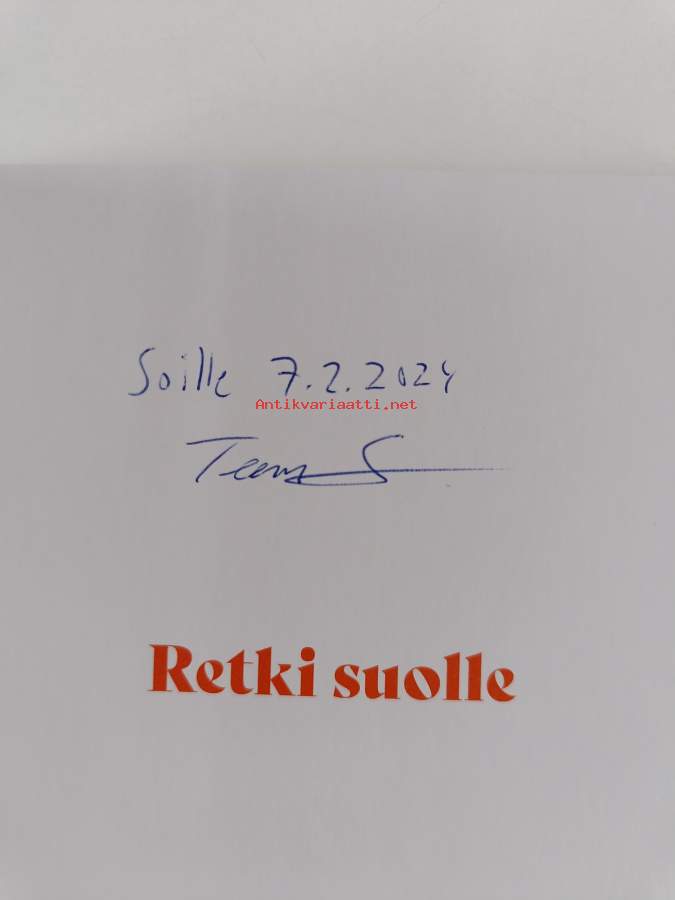 Soille 7.2.2024
Antikvariaatti.net
Retki suolle